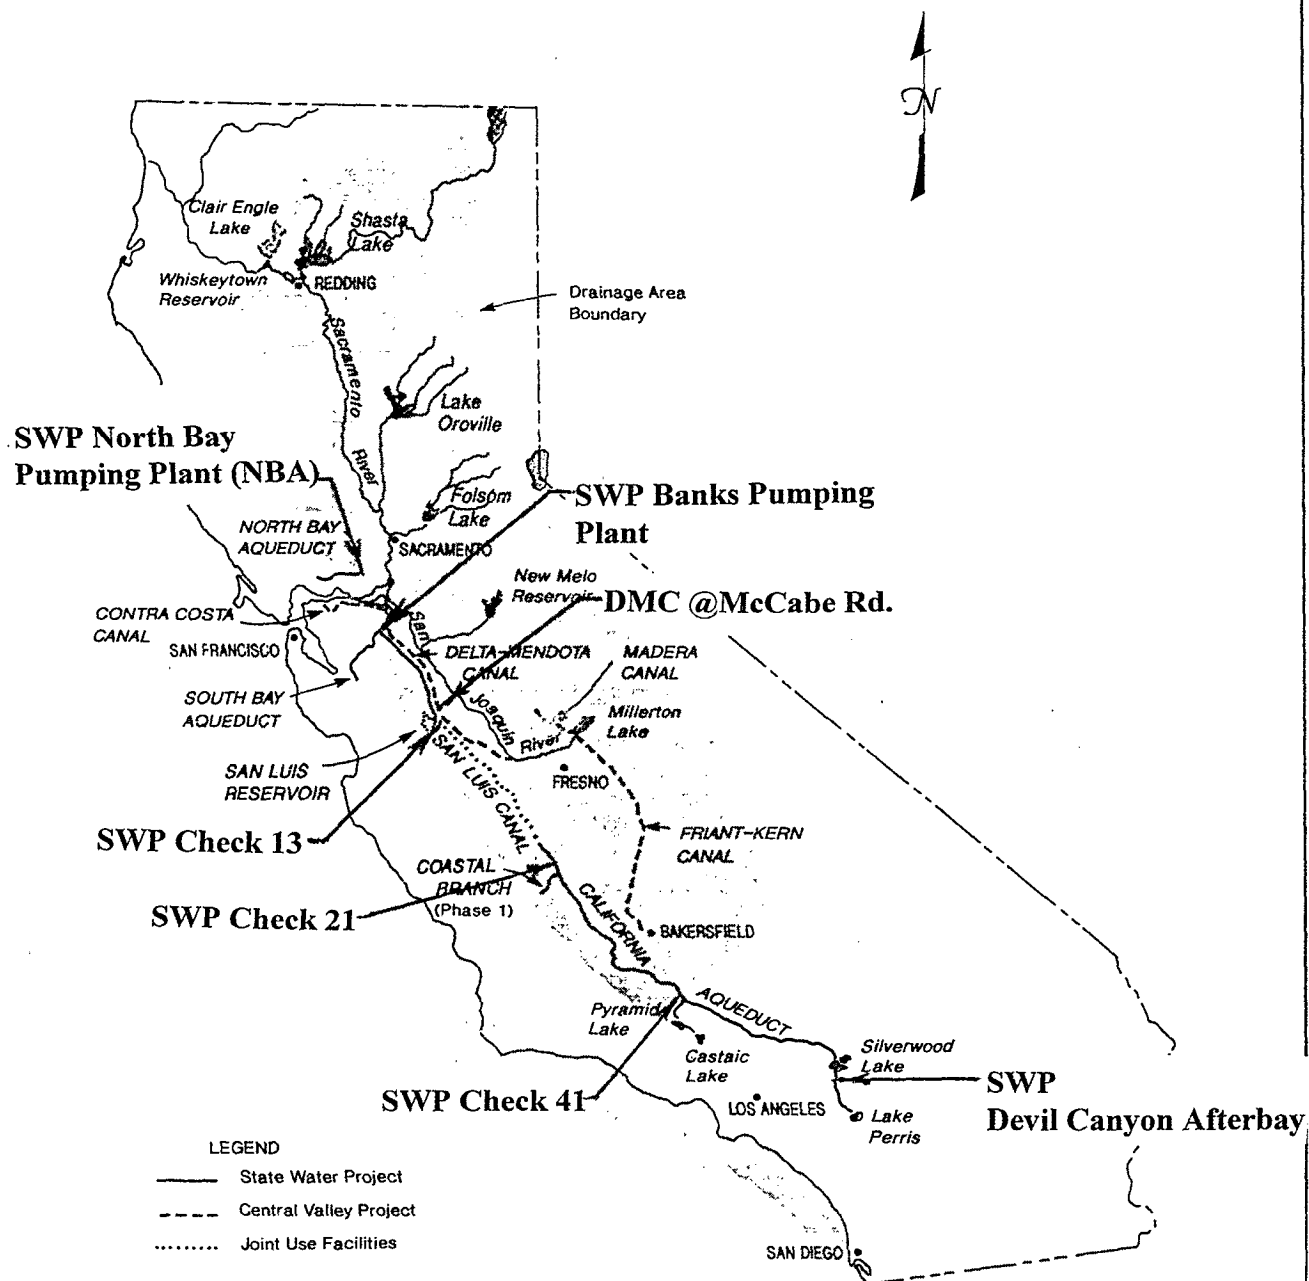 N
Clair Engle
Lake
Shasta
Lake
Whiskeytown
Reservoir
REDDING
Drainage Area
Boundary
Sacramento
River
Lake
Oroville
SWP North Bay
Pumping Plant (NBA)
Folsom
Lake
SWP Banks Pumping
Plant
NORTH BAY
AQUEDUCT
SACRAMENTO
New Melo
Reservoir
DMC @McCabe Rd.
CONTRA COSTA
CANAL
SAN FRANCISCO
San
Joaquin
River
DELTA-MENDOTA
CANAL
MADERA
CANAL
SOUTH BAY
AQUEDUCT
Millerton
Lake
SAN LUIS
RESERVOIR
SAN LUIS CANAL
FRESNO
SWP Check 13
FRIANT-KERN
CANAL
COASTAL
BRANCH
(Phase 1)
SWP Check 21
CALIFORNIA
AQUEDUCT
BAKERSFIELD
Pyramid
Lake
Castaic
Lake
Silverwood
Lake
SWP Check 41
SWP
Devil Canyon Afterbay
LOS ANGELES
Lake
Perris
LEGEND
State Water Project
Central Valley Project
Joint Use Facilities
SAN DIEGO